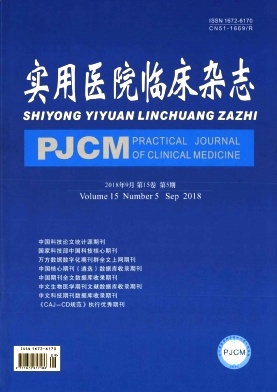 ISSN 1672-6170
CN51-1669/R
实用医院临床杂志
SHIYONG YIYUAN LINCHUANG ZAZHI
PJCM
PRACTICAL JOURNAL
OF CLINICAL MEDICINE
2018年9月 第15卷 第5期
Volume 15 Number 5 Sep 2018
中国科技论文统计源期刊
国家科技部中国科技核心期刊
万方数据数字化期刊群全文上网期刊
中国核心期刊（遴选）数据库收录期刊
中国期刊全文数据库收录期刊
中文生物医学期刊文献数据库收录期刊
中文科技期刊数据库收录期刊
《CAJ-CD规范》执行优秀期刊
ISSN 1672-6170
PJCM